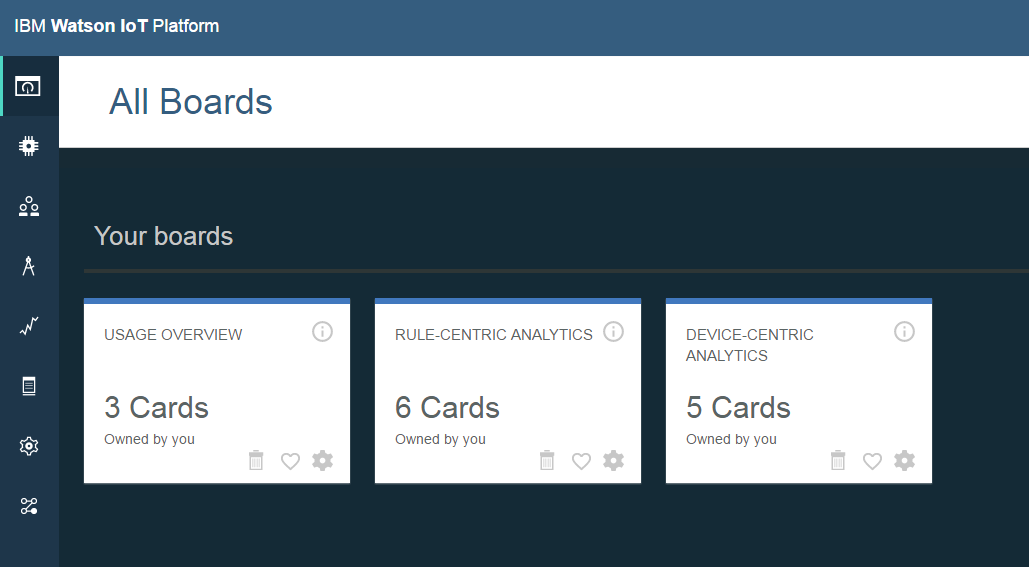 IBM Watson IoT Platform
All Boards
Your boards
USAGE OVERVIEW
3 Cards
Owned by you
RULE-CENTRIC ANALYTICS
6 Cards
Owned by you
DEVICE-CENTRIC
ANALYTICS
5 Cards
Owned by you